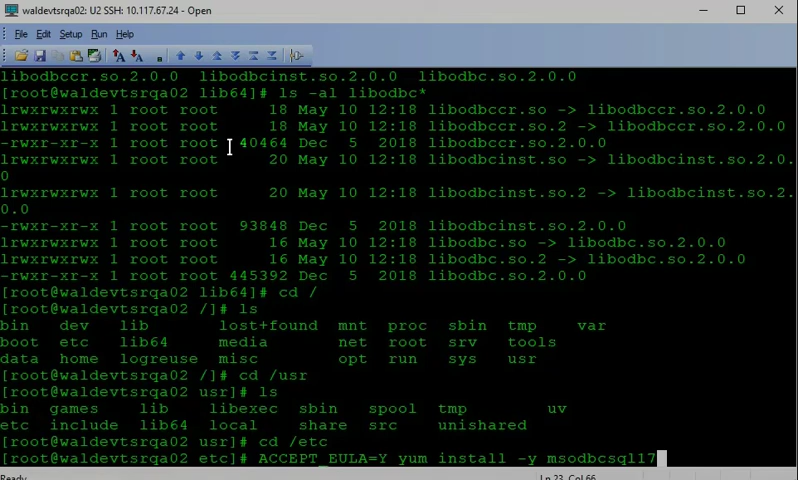 waldevtsrqa02: U2 SSH: 10.117.67.24 - Open
File Edit Setup Run Help
libodbccr.so.2.0.0 libodbcinst.so.2.0.0 libodbc.so.2.0.0
[root@waldevtsrqa02 lib64]# ls -al libodbc*
lrwxrwxrwx 1 root root 18 May 10 12:18 libodbccr.so -> libodbccr.so.2.0.0
lrwxrwxrwx 1 root root 18 May 10 12:18 libodbccr.so.2 -> libodbccr.so.2.0.0
-rwxr-xr-x 1 root root 40464 Dec 5 2018 libodbccr.so.2.0.0
lrwxrwxrwx 1 root root 20 May 10 12:18 libodbcinst.so -> libodbcinst.so.2.0.
0
lrwxrwxrwx 1 root root 20 May 10 12:18 libodbcinst.so.2 -> libodbcinst.so.2.
0.0
-rwxr-xr-x 1 root root 93848 Dec 5 2018 libodbcinst.so.2.0.0
lrwxrwxrwx 1 root root 16 May 10 12:18 libodbc.so -> libodbc.so.2.0.0
lrwxrwxrwx 1 root root 16 May 10 12:18 libodbc.so.2 -> libodbc.so.2.0.0
-rwxr-xr-x 1 root root 445392 Dec 5 2018 libodbc.so.2.0.0
[root@waldevtsrqa02 lib64]# cd /
[root@waldevtsrqa02 /]# ls
bin dev lib lost+found mnt proc sbin tmp var
boot etc lib64 media net root srv tools
data home logreuse misc opt run sys usr
[root@waldevtsrqa02 /]# cd /usr
[root@waldevtsrqa02 usr]# ls
bin games lib libexec sbin spool tmp uv
etc include lib64 local share src unishared
[root@waldevtsrqa02 usr]# cd /etc
[root@waldevtsrqa02 etc]# ACCEPT_EULA=Y yum install -y msodbcsql17
Ready Ln 23, Col 66